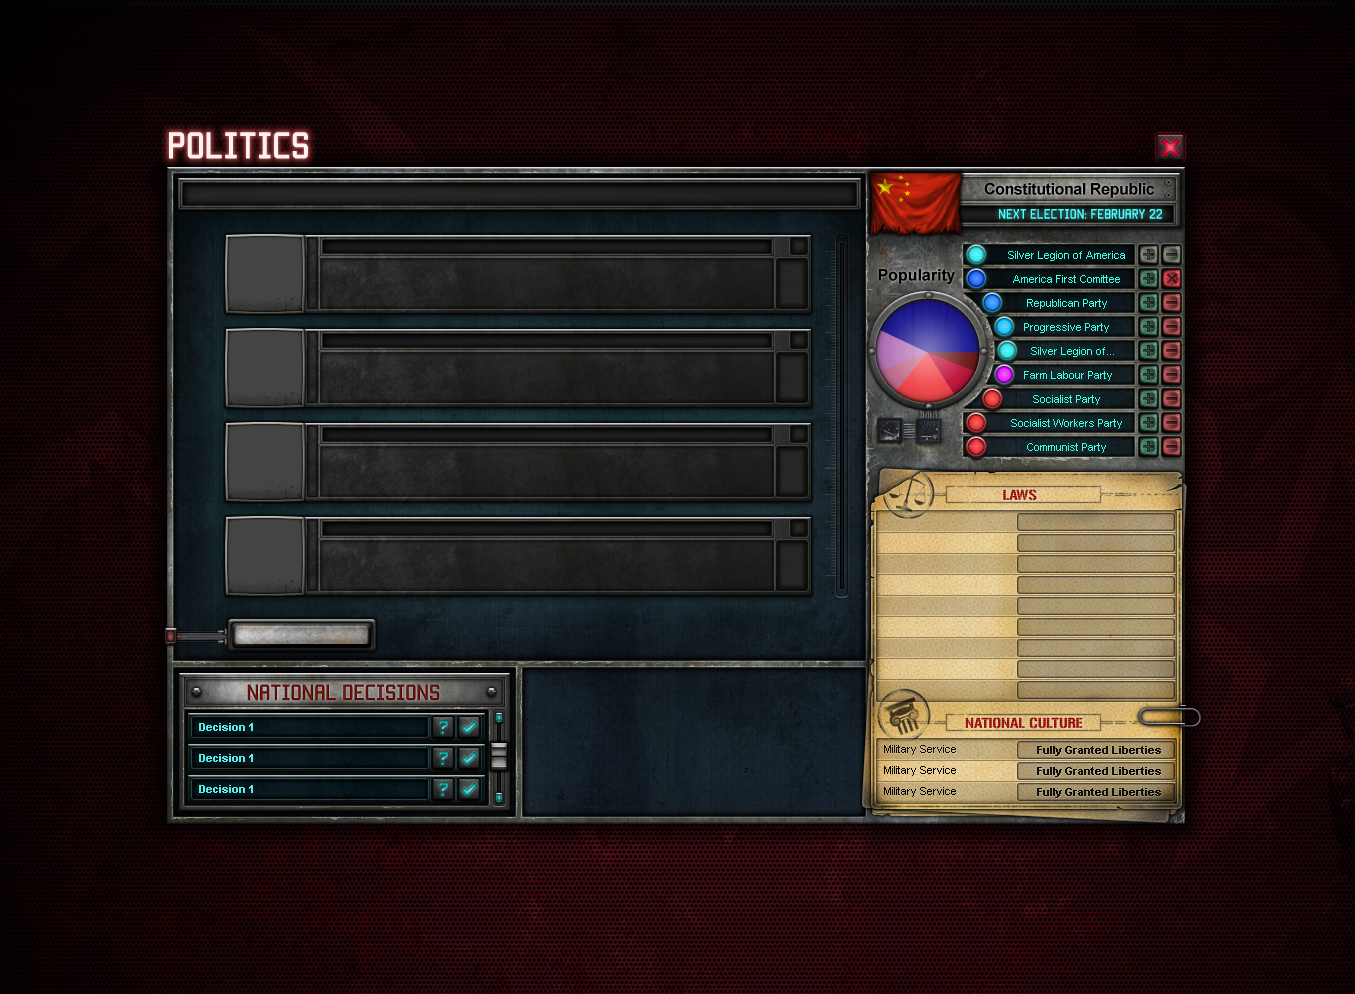 POLITICS
Constitutional Republic
NEXT ELECTION: FEBRUARY 22
Popularity
Silver Legion of America
America First Comittee
Republican Party
Progressive Party
Silver Legion of...
Farm Labour Party
Socialist Party
Socialist Workers Party
Communist Party
LAWS
NATIONAL CULTURE
Military Service Fully Granted Liberties
Military Service Fully Granted Liberties
Military Service Fully Granted Liberties
NATIONAL DECISIONS
Decision 1 ?
Decision 1 ?
Decision 1 ?